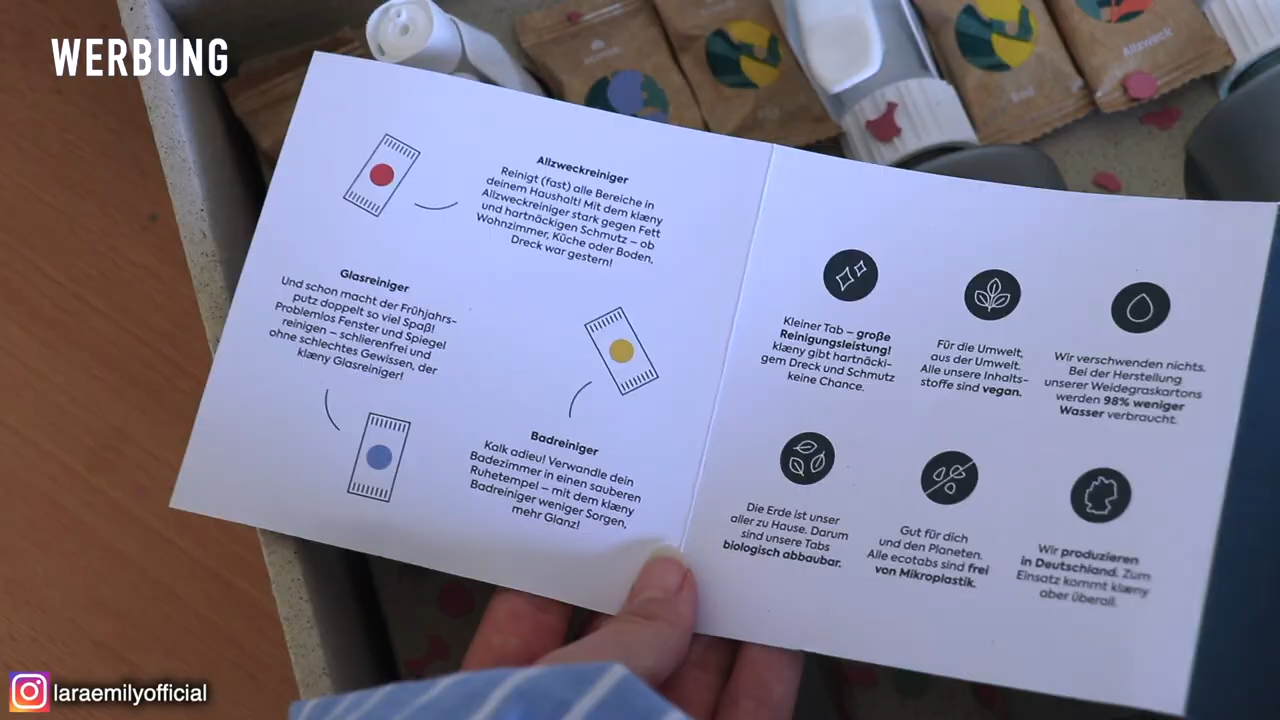 WERBUNG
Allzweck
Allzweckreiniger
Reinigt (fast) alle Bereiche in
deinem Haushalt! Mit dem klæny
Allzweckreiniger stark gegen Fett
und hartnäckigen Schmutz – ob
Wohnzimmer, Küche oder Boden,
Dreck war gestern!
Glasreiniger
Und schon macht der Frühjahrs-
putz doppelt so viel Spaß!
Problemlos Fenster und Spiegel
reinigen – schlierenfrei und
ohne schlechtes Gewissen, der
klæny Glasreiniger!
Badreiniger
Kalk adieu! Verwandle dein
Badezimmer in einen sauberen
Ruhetempel – mit dem klæny
Badreiniger weniger Sorgen,
mehr Glanz!
Kleiner Tab – große
Reinigungsleistung!
klæny gibt hartnäcki-
gem Dreck und Schmutz
keine Chance.
Für die Umwelt,
aus der Umwelt.
Alle unsere Inhalts-
stoffe sind vegan.
Wir verschwenden nichts.
Bei der Herstellung
unserer Weidegraskartons
werden 98% weniger
Wasser verbraucht.
Die Erde ist unser
aller zu Hause. Darum
sind unsere Tabs
biologisch abbaubar.
Gut für dich
und den Planeten.
Alle ecotabs sind frei
von Mikroplastik.
Wir produzieren
in Deutschland. Zum
Einsatz kommt klæny
aber überall.
laraemilyofficial